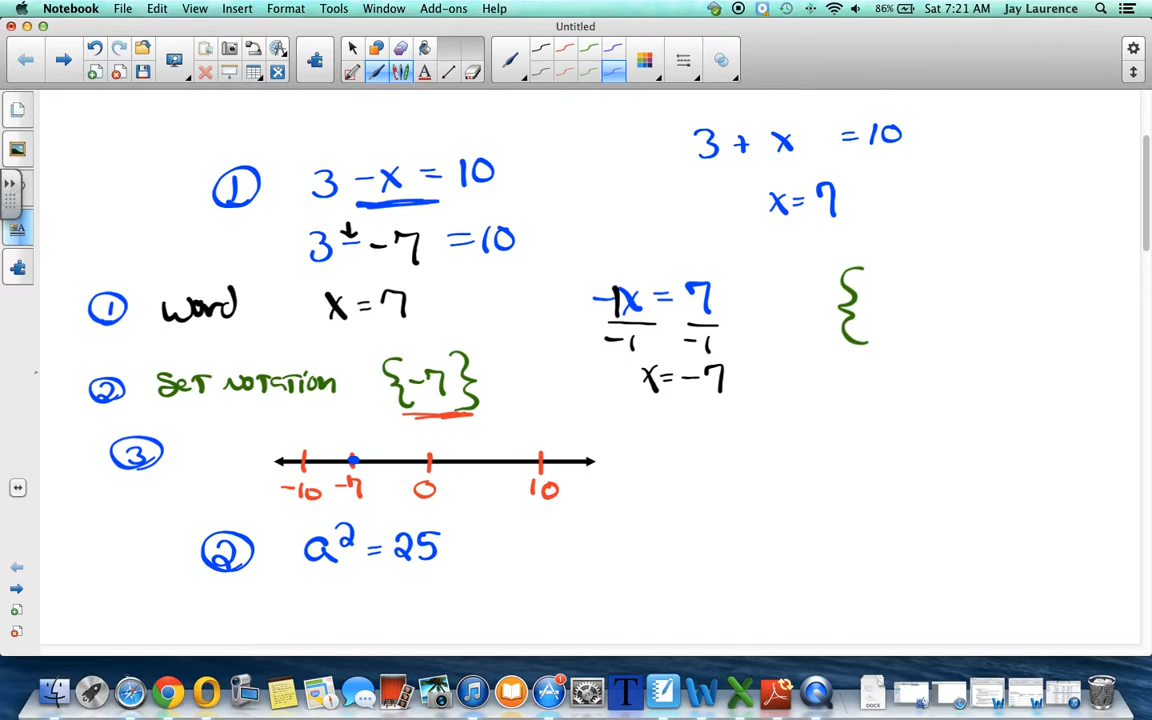 Notebook File Edit View Insert Format Tools Window Add-ons Help 86% Sat 7:21 AM Jay Laurence
Untitled
3 + x = 10
① 3 - x = 10
x = 7
3 - -7 = 10
① word x = 7
-1x = 7
-1 -1
{
② Set notation {-7}
x = -7
③
-10 -7 0 10
② a² = 25
A
T
W
X
DOCX